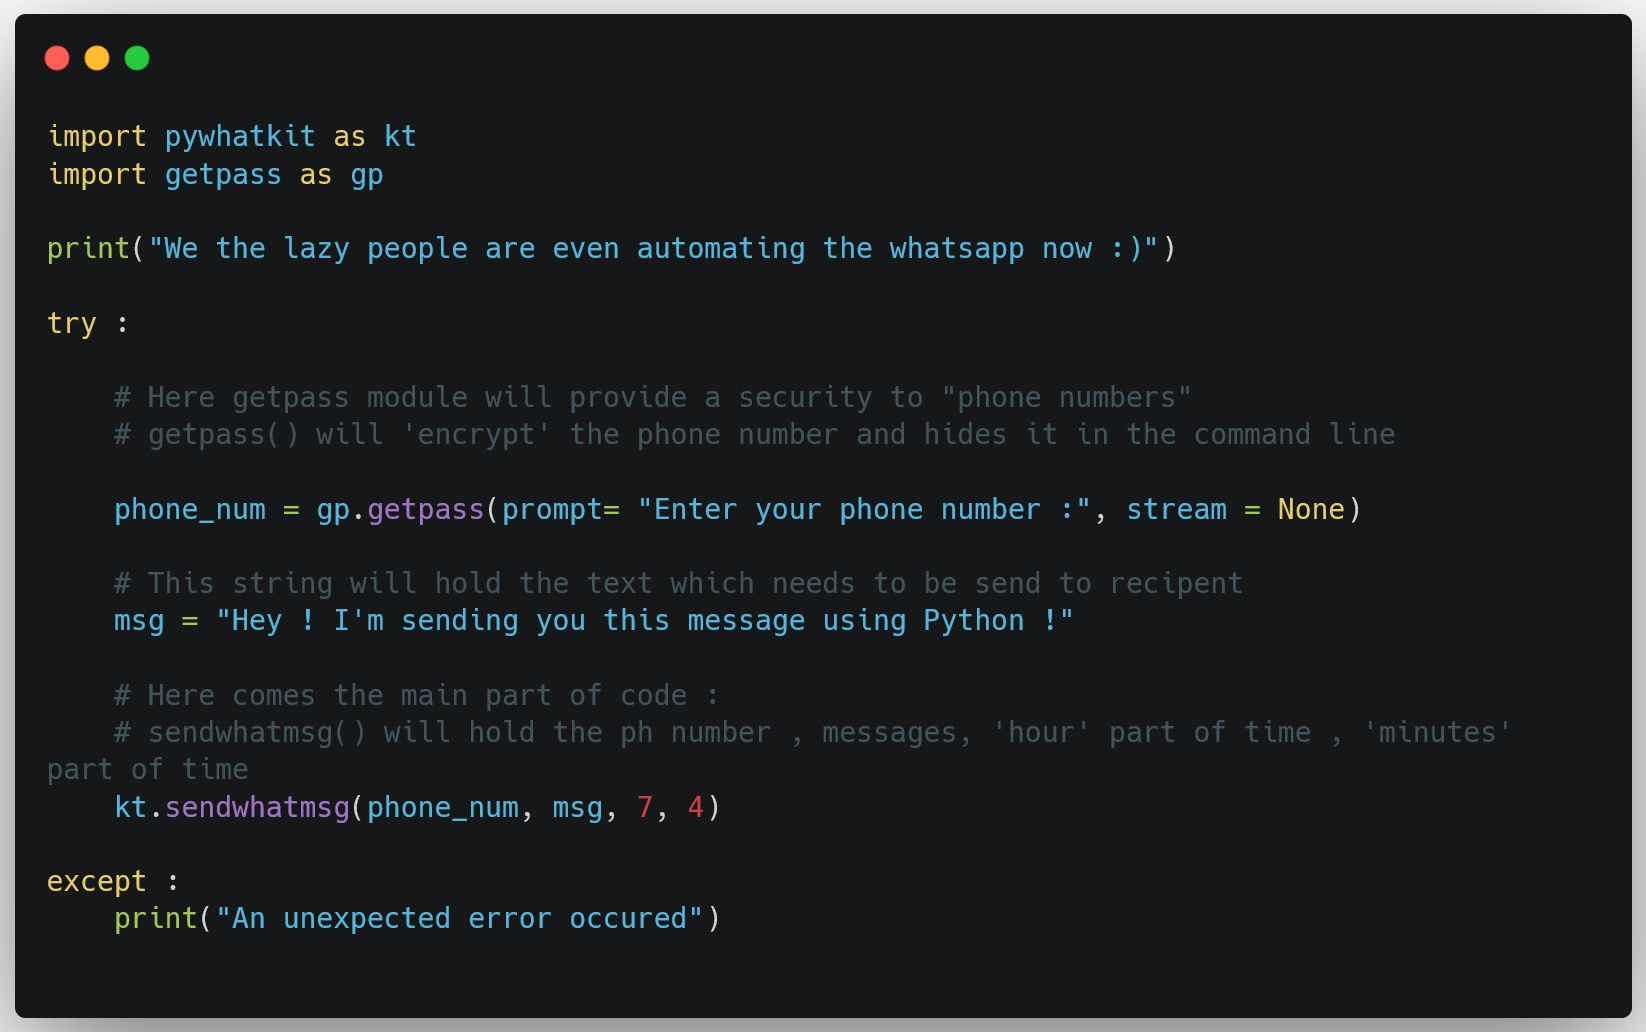 import pywhatkit as kt
import getpass as gp
print("We the lazy people are even automating the whatsapp now :)")
try :
# Here getpass module will provide a security to "phone numbers"
# getpass() will 'encrypt' the phone number and hides it in the command line
phone_num = gp.getpass(prompt= "Enter your phone number :", stream = None)
# This string will hold the text which needs to be send to recipent
msg = "Hey ! I'm sending you this message using Python !"
# Here comes the main part of code :
# sendwhatmsg() will hold the ph number , messages, 'hour' part of time , 'minutes'
part of time
kt.sendwhatmsg(phone_num, msg, 7, 4)
except :
print("An unexpected error occured")